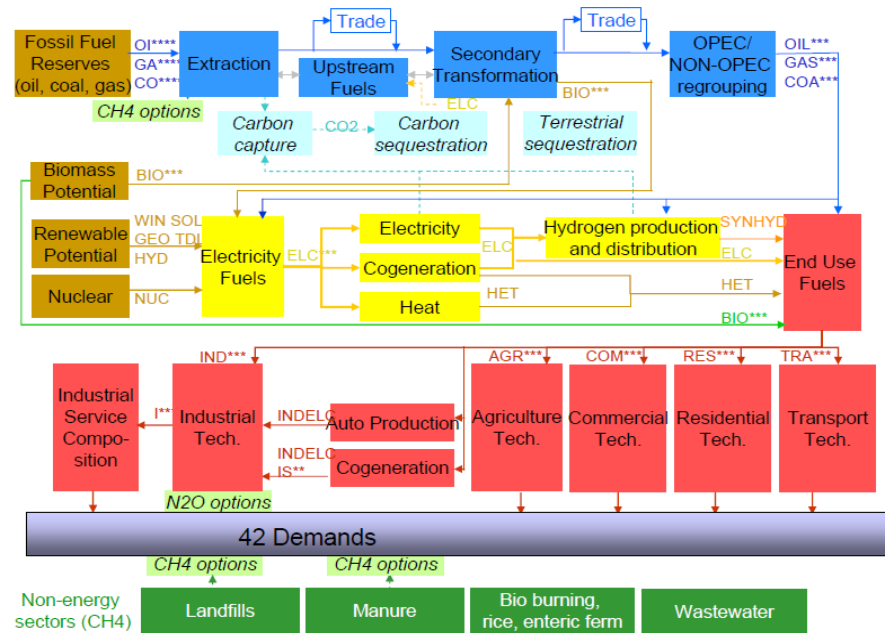 Trade
Trade
Fossil Fuel
Reserves
(oil, coal, gas)
OI****
GA****
CO****
Extraction
Upstream
Fuels
Secondary
Transformation
OPEC/
NON-OPEC
regrouping
OIL***
GAS***
COA***
CH4 options
ELC
BIO***
Carbon
capture
CO2
Carbon
sequestration
Terrestrial
sequestration
Biomass
Potential
BIO***
Renewable
Potential
WIN SOL
GEO TDL
HYD
Nuclear
NUC
Electricity
Fuels
ELC***
Electricity
Cogeneration
Heat
ELC
HET
Hydrogen production
and distribution
SYNHYD
ELC
HET
BIO***
End Use
Fuels
IND***
AGR***
COM***
RES***
TRA***
Industrial
Service
Compo-
sition
I***
Industrial
Tech.
INDELC
Auto Production
INDELC
IS**
Cogeneration
Agriculture
Tech.
Commercial
Tech.
Residential
Tech.
Transport
Tech.
N2O options
42 Demands
CH4 options
CH4 options
Non-energy
sectors (CH4)
Landfills
Manure
Bio burning,
rice, enteric ferm
Wastewater